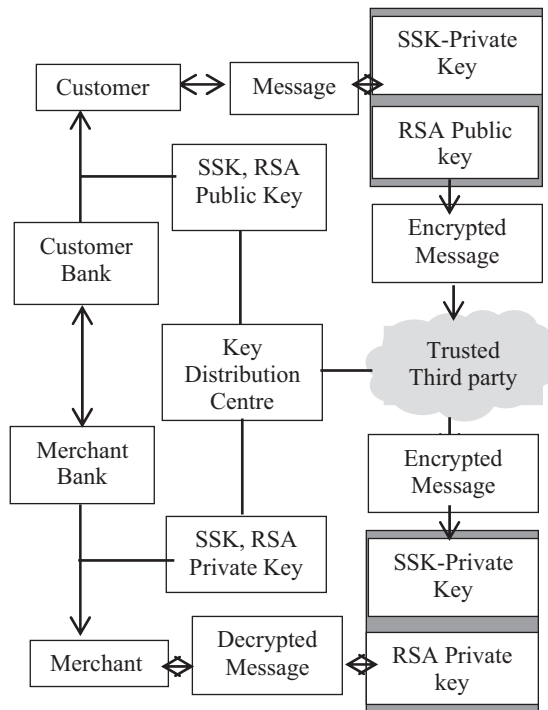 SSK-Private
Key
Customer
Message
RSA Public
key
SSK, RSA
Public Key
Encrypted
Message
Customer
Bank
Key
Distribution
Centre
Trusted
Third party
Merchant
Bank
Encrypted
Message
SSK, RSA
Private Key
SSK-Private
Key
Merchant
Decrypted
Message
RSA Private
key